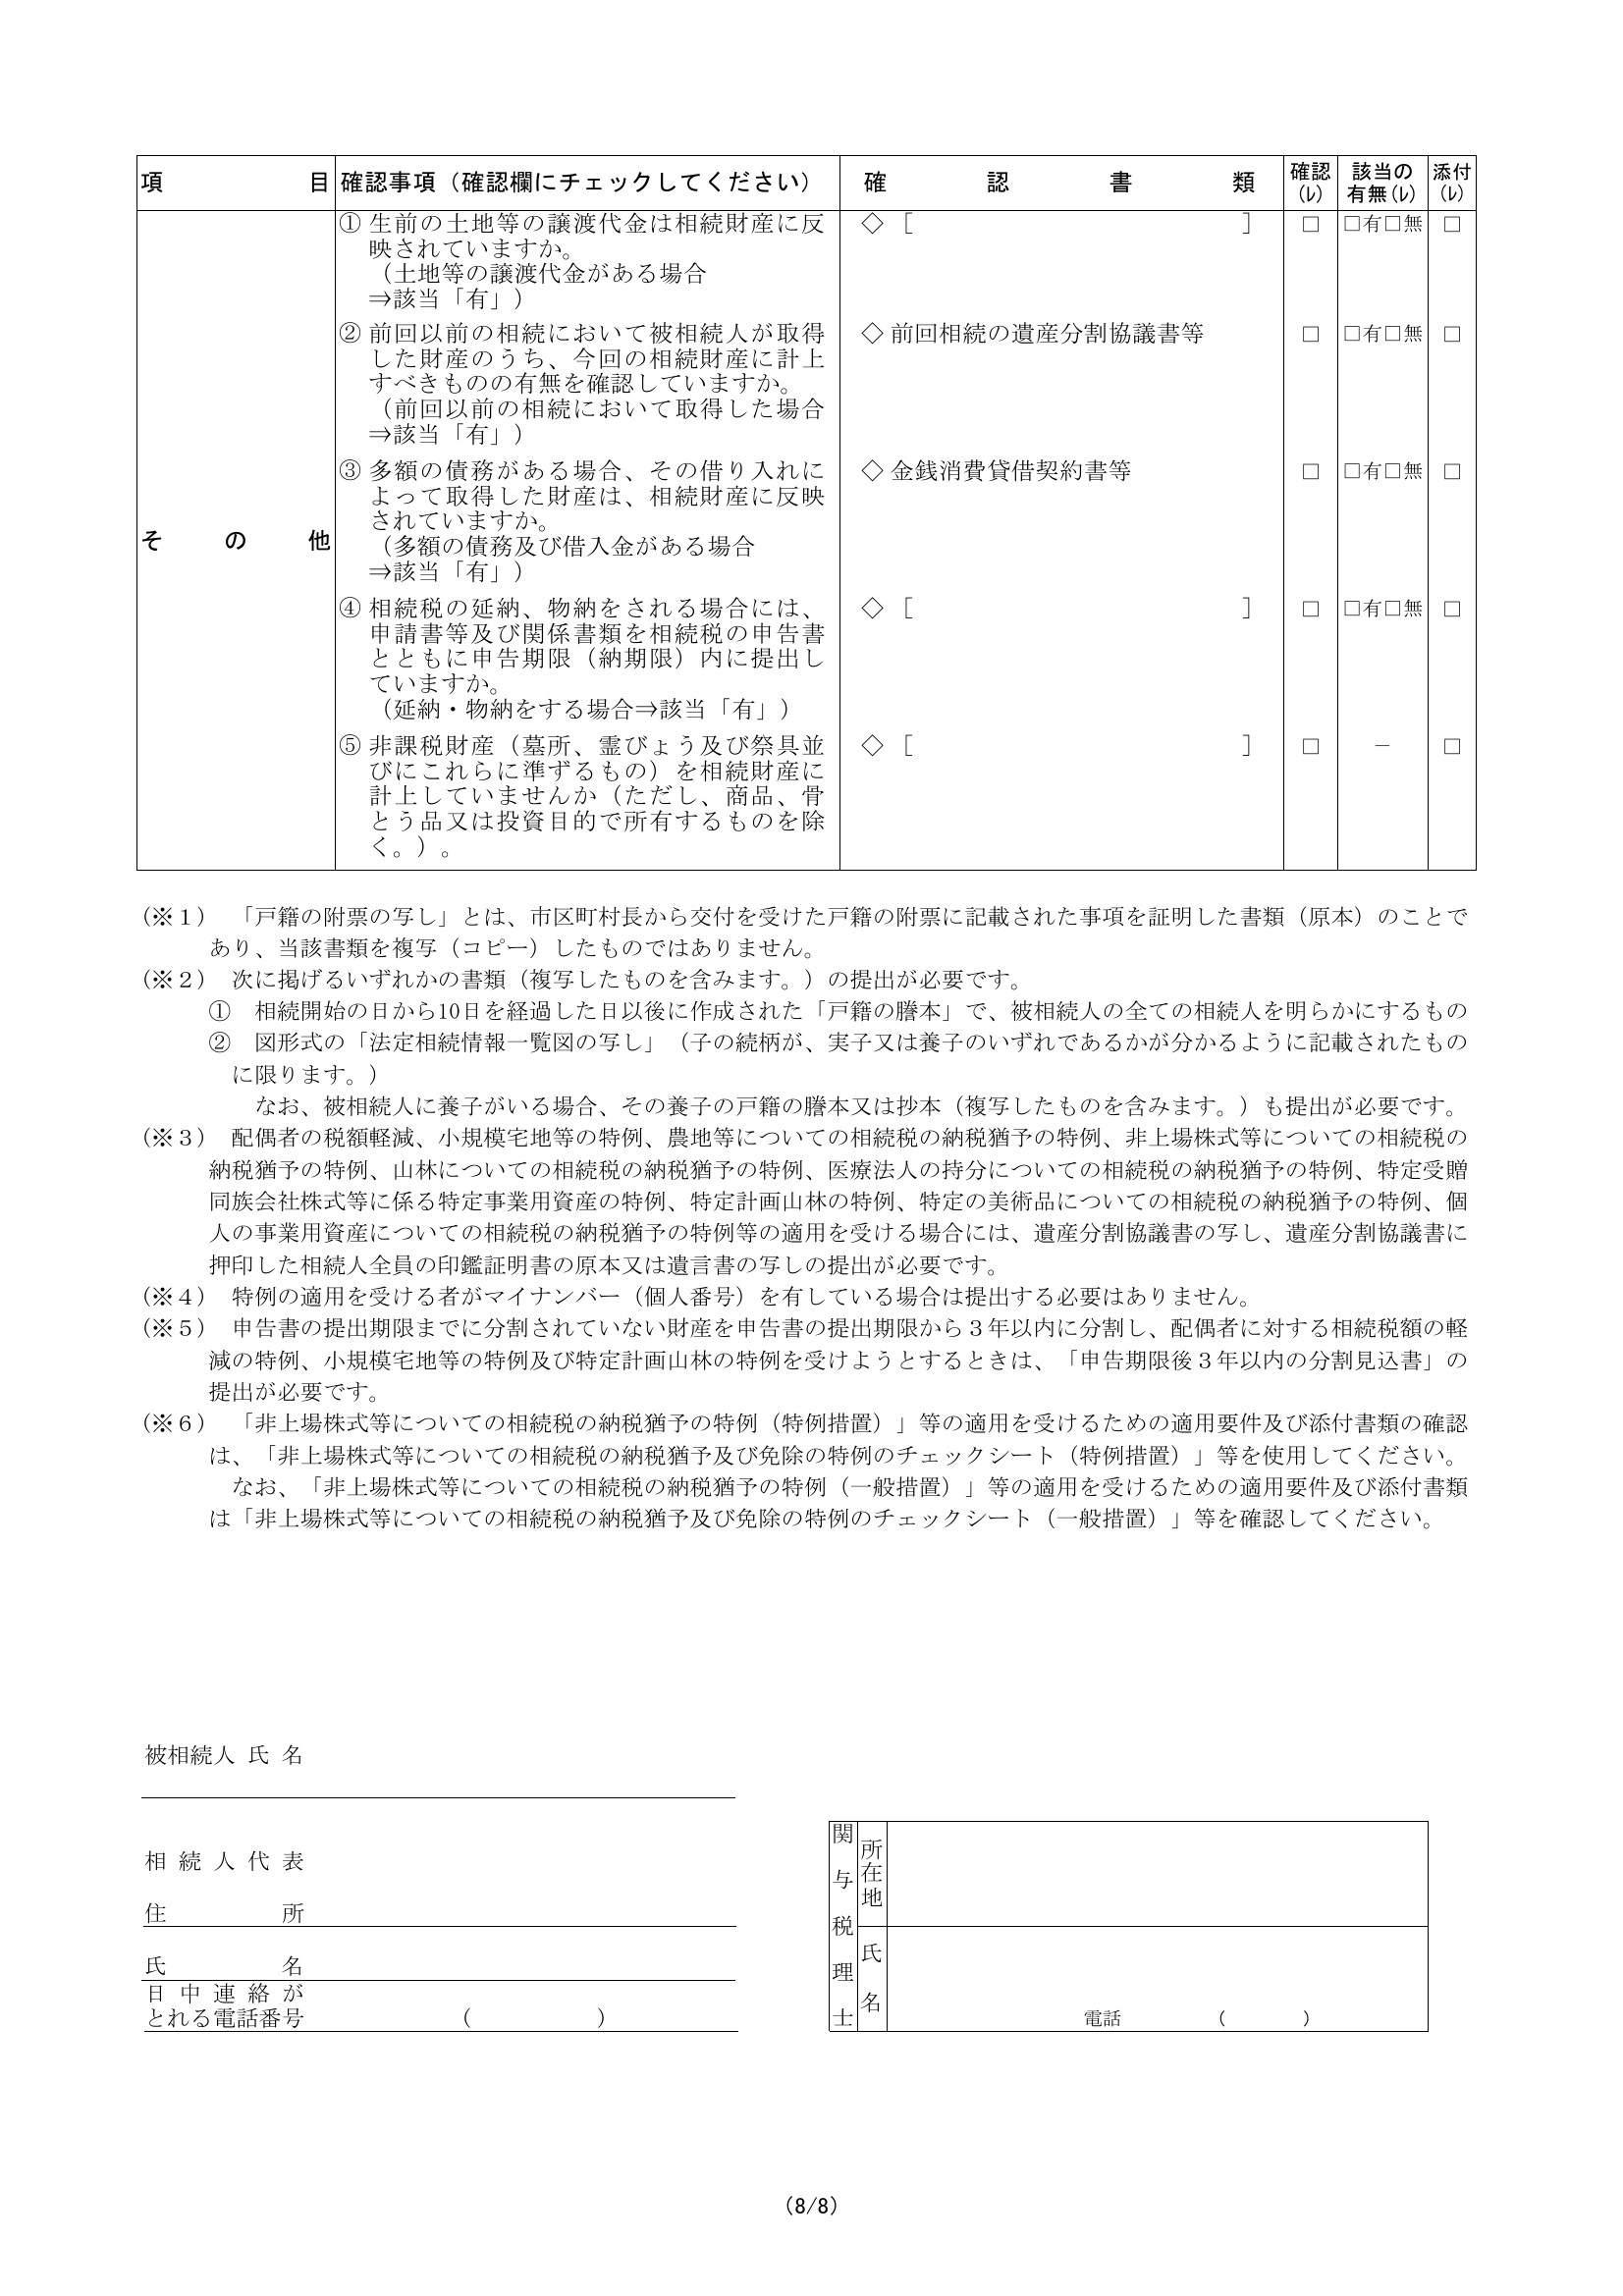 項　目 確認事項（確認欄にチェックしてください） 確　認　書　類 確認(レ) 該当の有無(レ) 添付(レ)
その他
① 生前の土地等の譲渡代金は相続財産に反 ◇［　　　］ □ □有□無 □
映されていますか。
（土地等の譲渡代金がある場合
⇒該当「有」）
② 前回以前の相続において被相続人が取得 ◇ 前回相続の遺産分割協議書等 □ □有□無 □
した財産のうち、今回の相続財産に計上
すべきものの有無を確認していますか。
（前回以前の相続において取得した場合
⇒該当「有」）
③ 多額の債務がある場合、その借り入れに ◇ 金銭消費貸借契約書等 □ □有□無 □
よって取得した財産は、相続財産に反映
されていますか。
（多額の債務及び借入金がある場合
⇒該当「有」）
④ 相続税の延納、物納をされる場合には、 ◇［　　　］ □ □有□無 □
申請書等及び関係書類を相続税の申告書
とともに申告期限（納期限）内に提出し
ていますか。
（延納・物納をする場合⇒該当「有」）
⑤ 非課税財産（墓所、霊びょう及び祭具並 ◇［　　　］ □ － □
びにこれらに準ずるもの）を相続財産に
計上していませんか（ただし、商品、骨
とう品又は投資目的で所有するものを除
く。）。
（※１）「戸籍の附票の写し」とは、市区町村長から交付を受けた戸籍の附票に記載された事項を証明した書類（原本）のことで
あり、当該書類を複写（コピー）したものではありません。
（※２）　次に掲げるいずれかの書類（複写したものを含みます。）の提出が必要です。
①　相続開始の日から10日を経過した日以後に作成された「戸籍の謄本」で、被相続人の全ての相続人を明らかにするもの
②　図形式の「法定相続情報一覧図の写し」（子の続柄が、実子又は養子のいずれであるかが分かるように記載されたもの
に限ります。）
なお、被相続人に養子がいる場合、その養子の戸籍の謄本又は抄本（複写したものを含みます。）も提出が必要です。
（※３）　配偶者の税額軽減、小規模宅地等の特例、農地等についての相続税の納税猶予の特例、非上場株式等についての相続税の
納税猶予の特例、山林についての相続税の納税猶予の特例、医療法人の持分についての相続税の納税猶予の特例、特定受贈
同族会社株式等に係る特定事業用資産の特例、特定計画山林の特例、特定の美術品についての相続税の納税猶予の特例、個
人の事業用資産についての相続税の納税猶予の特例等の適用を受ける場合には、遺産分割協議書の写し、遺産分割協議書に
押印した相続人全員の印鑑証明書の原本又は遺言書の写しの提出が必要です。
（※４）　特例の適用を受ける者がマイナンバー（個人番号）を有している場合は提出する必要はありません。
（※５）　申告書の提出期限までに分割されていない財産を申告書の提出期限から３年以内に分割し、配偶者に対する相続税額の軽
減の特例、小規模宅地等の特例及び特定計画山林の特例を受けようとするときは、「申告期限後３年以内の分割見込書」の
提出が必要です。
（※６）「非上場株式等についての相続税の納税猶予の特例（特例措置）」等の適用を受けるための適用要件及び添付書類の確認
は、「非上場株式等についての相続税の納税猶予及び免除の特例のチェックシート（特例措置）」等を使用してください。
なお、「非上場株式等についての相続税の納税猶予の特例（一般措置）」等の適用を受けるための適用要件及び添付書類
は「非上場株式等についての相続税の納税猶予及び免除の特例のチェックシート（一般措置）」等を確認してください。
被相続人 氏 名
相 続 人 代 表
住　　　所
氏　　　名
日 中 連 絡 が
とれる電話番号　　（　　　）
関与税理士
所在地
氏名
電話　　（　　　）
(8/8)